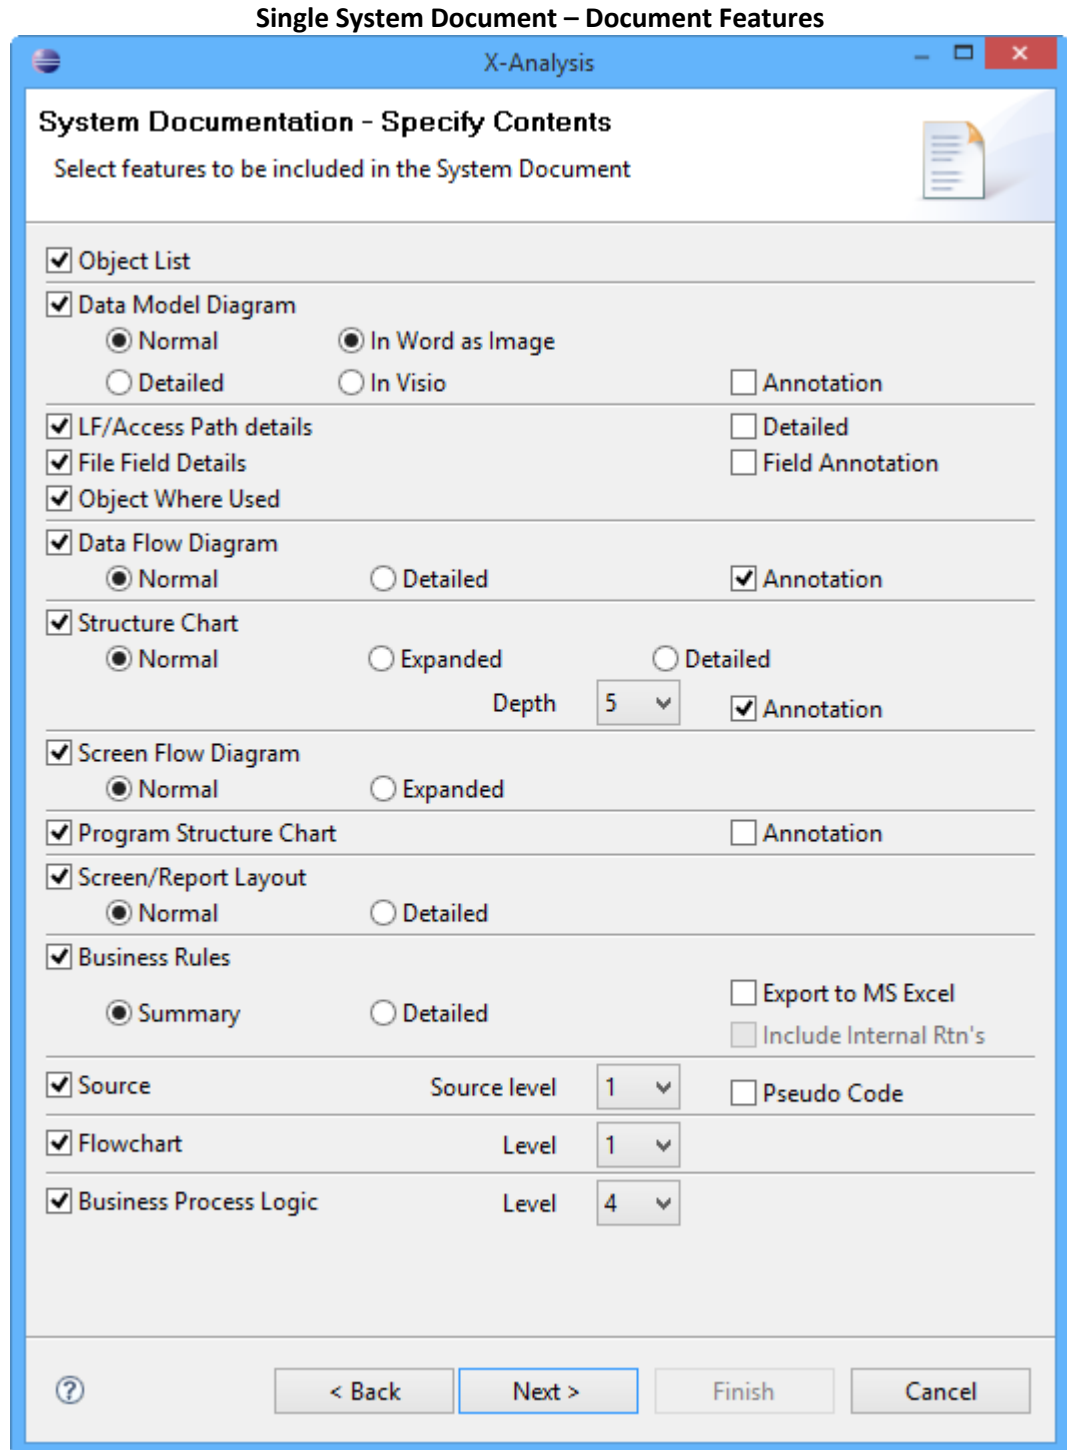 Single System Document – Document Features
X-Analysis
System Documentation - Specify Contents
Select features to be included in the System Document
Object List
Data Model Diagram
Normal In Word as Image
Detailed In Visio Annotation
LF/Access Path details Detailed
File Field Details Field Annotation
Object Where Used
Data Flow Diagram
Normal Detailed Annotation
Structure Chart
Normal Expanded Detailed
Depth 5 Annotation
Screen Flow Diagram
Normal Expanded
Program Structure Chart Annotation
Screen/Report Layout
Normal Detailed
Business Rules
Export to MS Excel
Summary Detailed
Include Internal Rtn's
Source Source level 1 Pseudo Code
Flowchart Level 1
Business Process Logic Level 4
? < Back Next > Finish Cancel